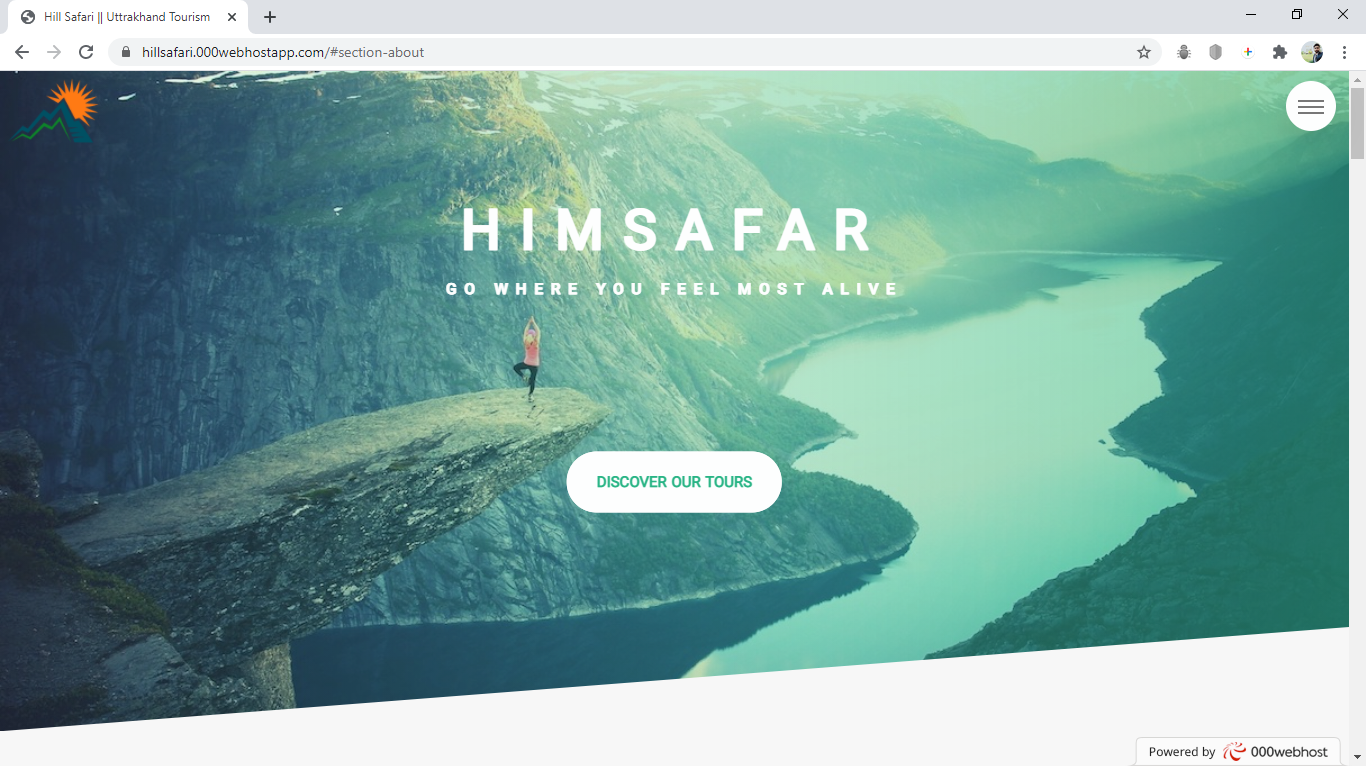 Hill Safari || Uttrakhand Tourism
hillsafari.000webhostapp.com/#section-about
HIMSAFAR
GO WHERE YOU FEEL MOST ALIVE
DISCOVER OUR TOURS
Powered by 000webhost